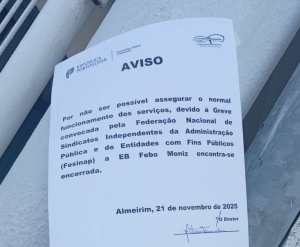 REPÚBLICA
PORTUGUESA
AVISO
Por não ser possível assegurar o normal
funcionamento dos serviços, devido à Greve
convocada pela Federação Nacional de
Sindicatos Independentes da Administração
Pública e de Entidades com Fins Públicos
(Fesinap) a EB Febo Moniz encontra-se
encerrada.
Almeirim, 21 de novembro de 2025
O Diretor